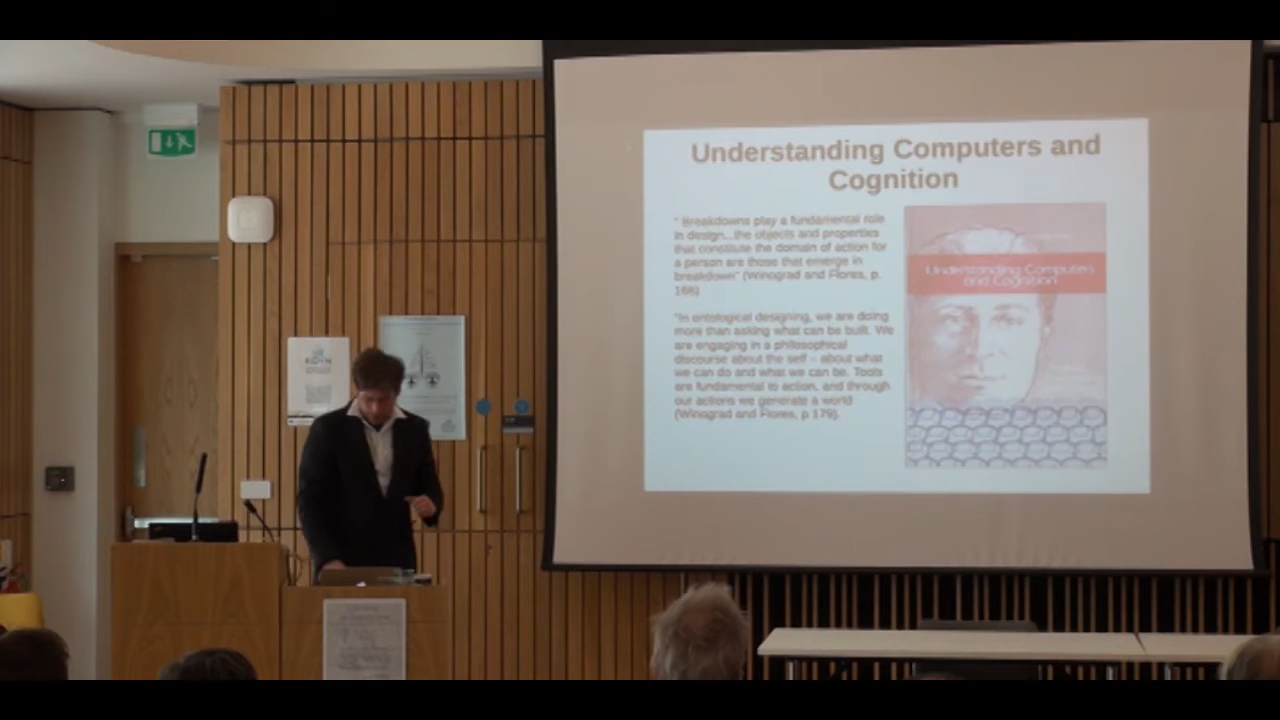 Understanding Computers and
Cognition
" Breakdowns play a fundamental role
in design...the objects and properties
that constitute the domain of action for
a person are those that emerge in
breakdown" (Winograd and Flores, p.
168)
"In ontological designing, we are doing
more than asking what can be built. We
are engaging in a philosophical
discourse about the self – about what
we can do and what we can be. Tools
are fundamental to action, and through
our actions we generate a world
(Winograd and Flores, p 179).
Understanding Computers
and Cognition